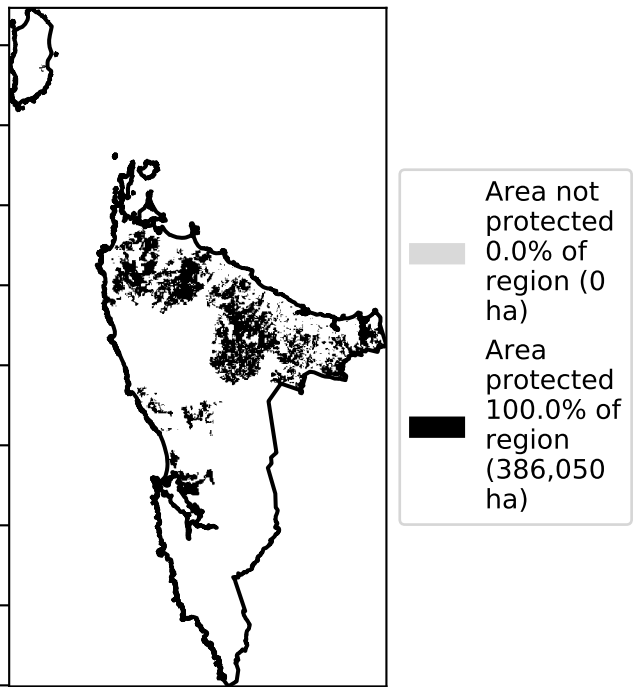 Area not
protected
0.0% of
region (0
ha)
Area
protected
100.0% of
region
(386,050
ha)